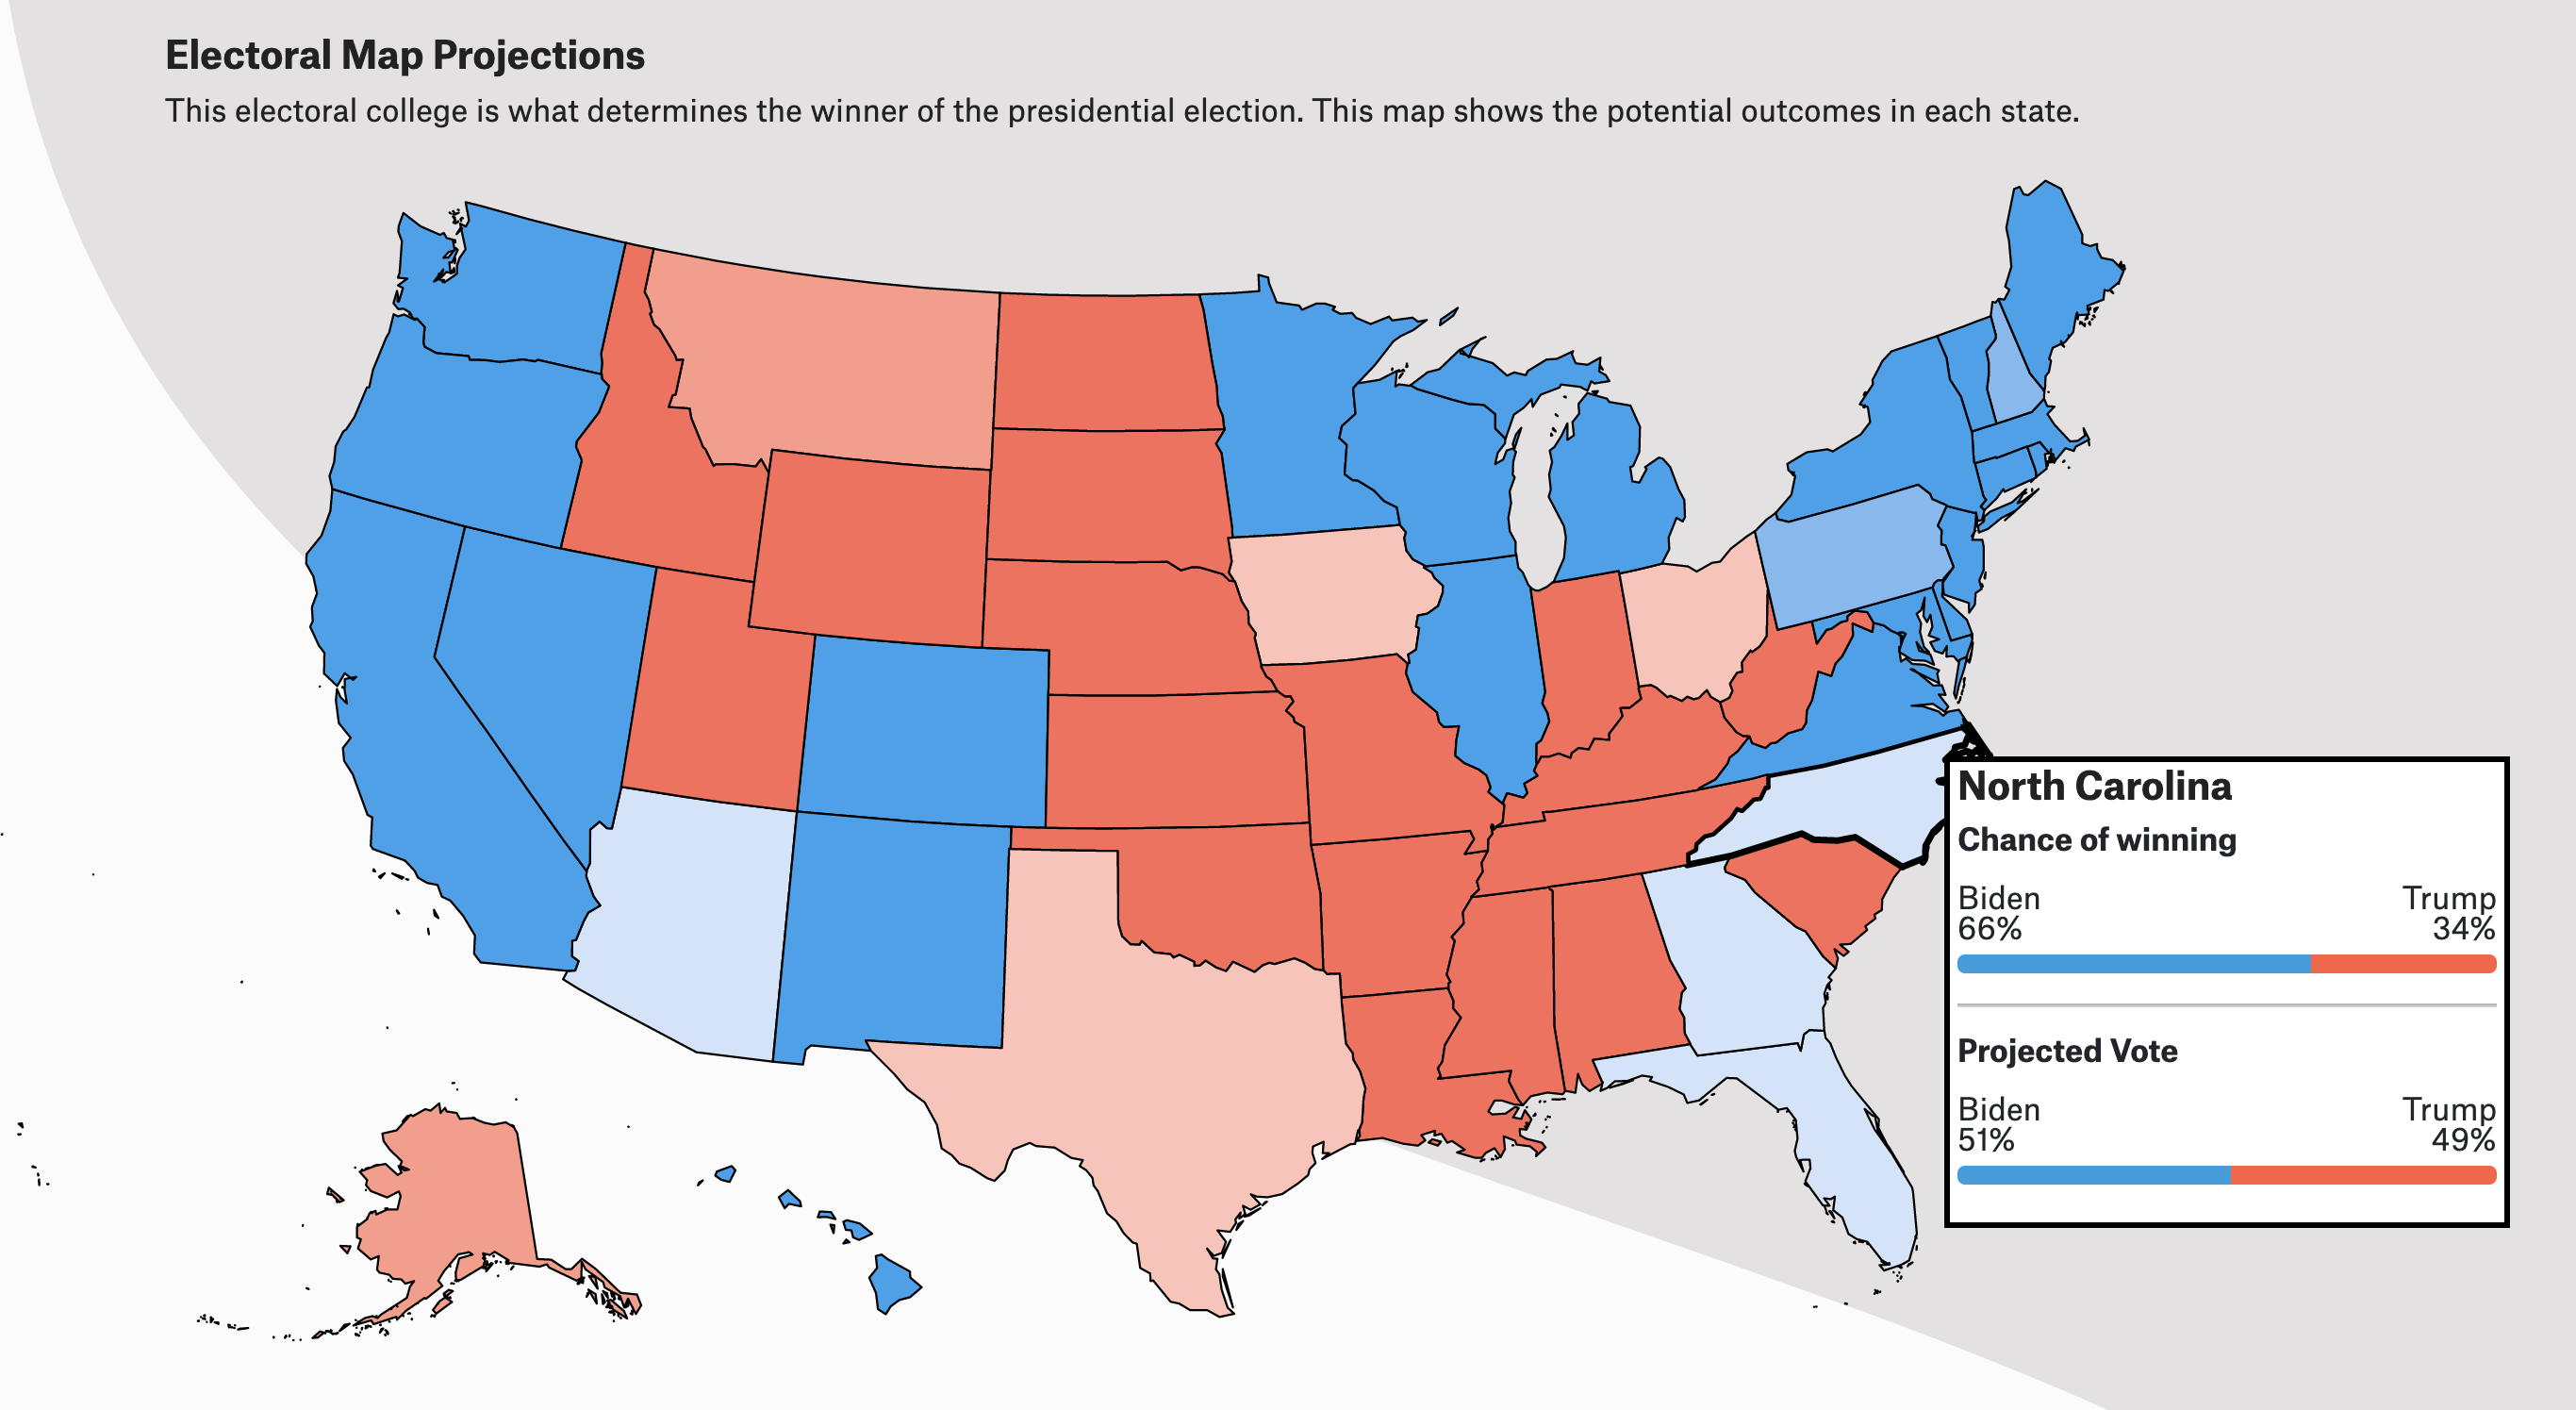 Electoral Map Projections
This electoral college is what determines the winner of the presidential election. This map shows the potential outcomes in each state.
North Carolina
Chance of winning
Biden Trump
66% 34%
Projected Vote
Biden Trump
51% 49%